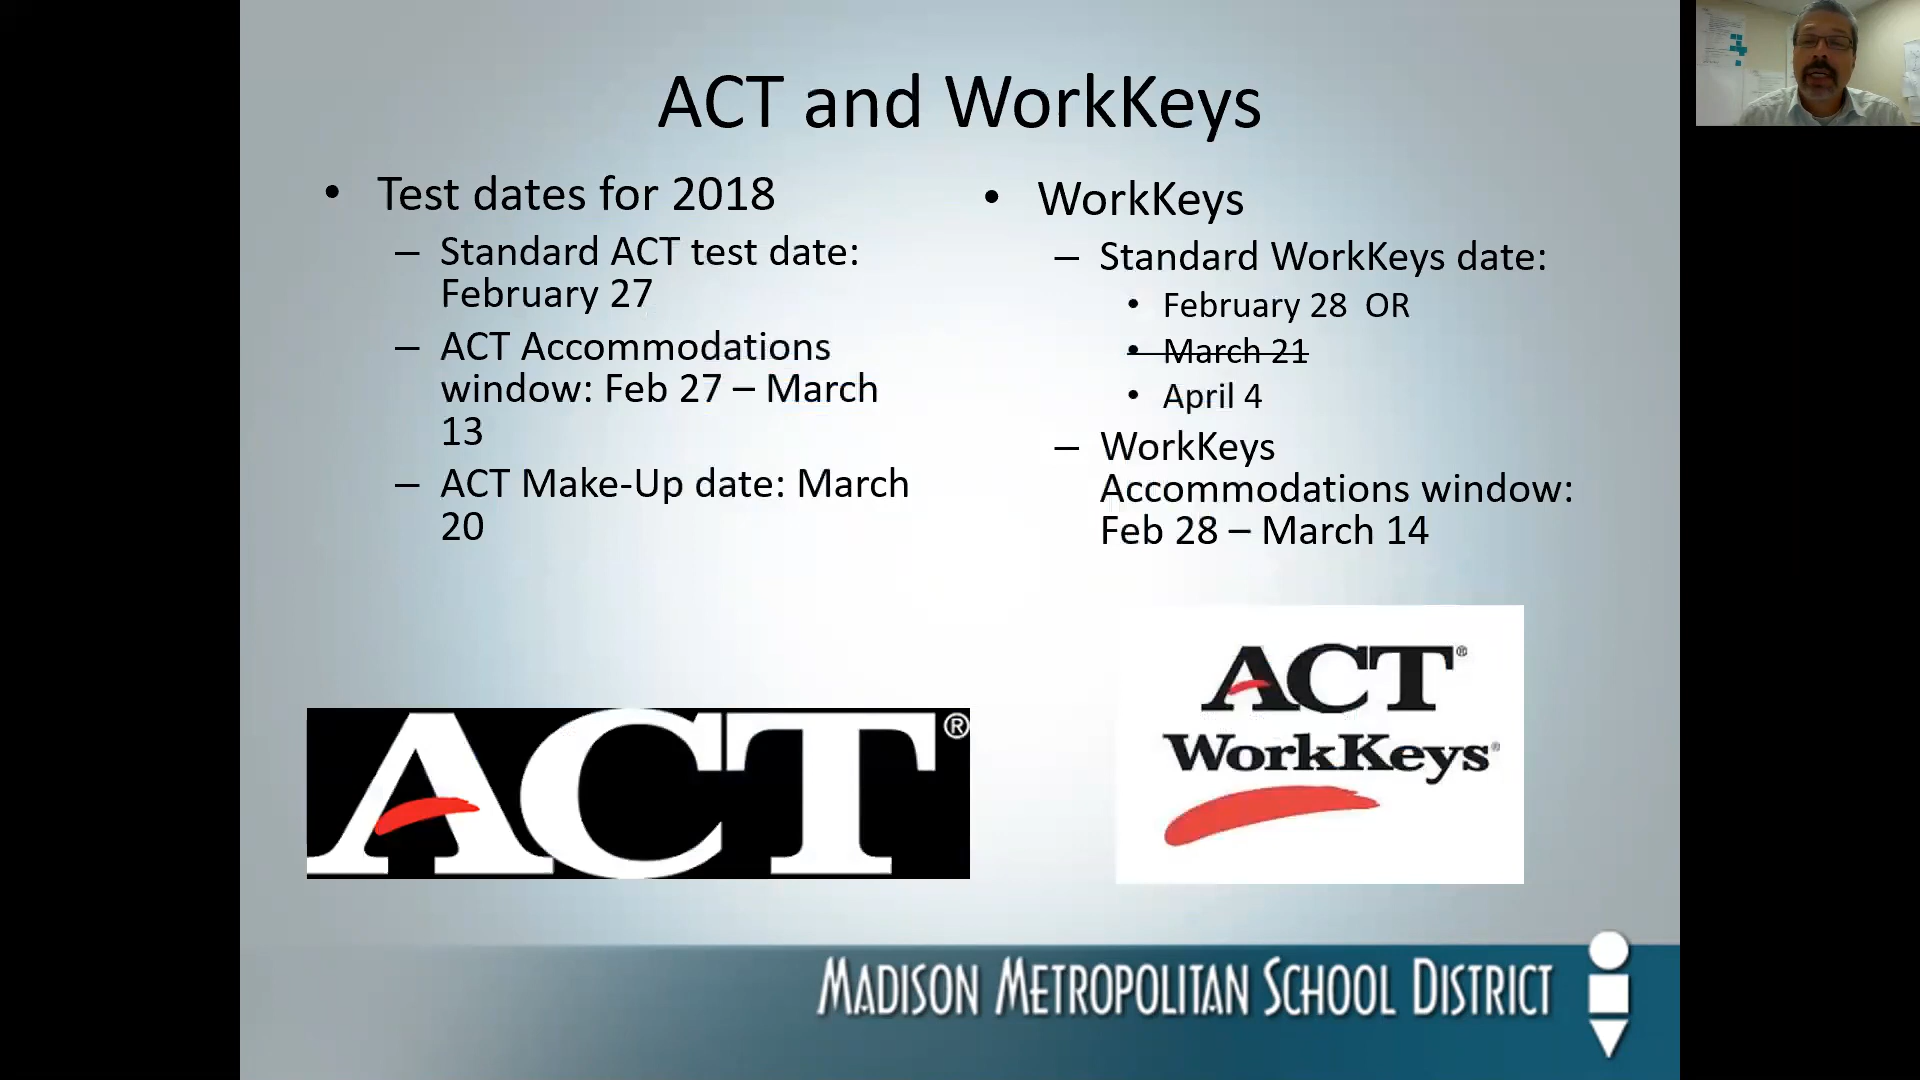 ACT and WorkKeys
• Test dates for 2018
– Standard ACT test date:
February 27
– ACT Accommodations
window: Feb 27 – March
13
– ACT Make-Up date: March
20
• WorkKeys
– Standard WorkKeys date:
• February 28  OR
• March 21
• April 4
– WorkKeys
Accommodations window:
Feb 28 – March 14
ACT®
ACT®
WorkKeys®
MADISON METROPOLITAN SCHOOL DISTRICT